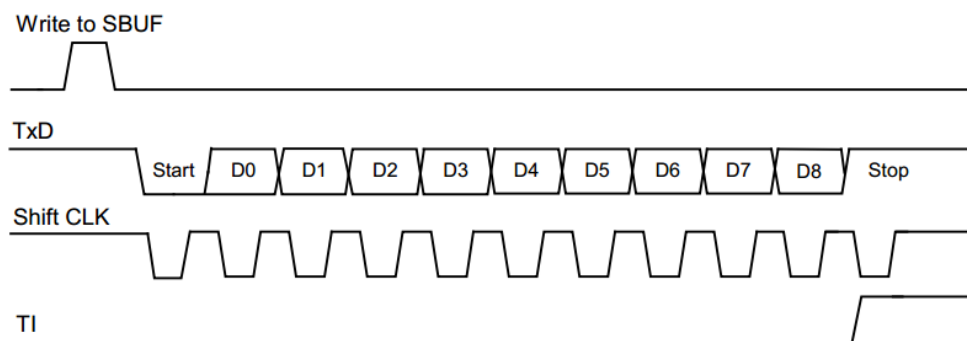 Write to SBUF
TxD
Start D0 D1 D2 D3 D4 D5 D6 D7 D8 Stop
Shift CLK
TI